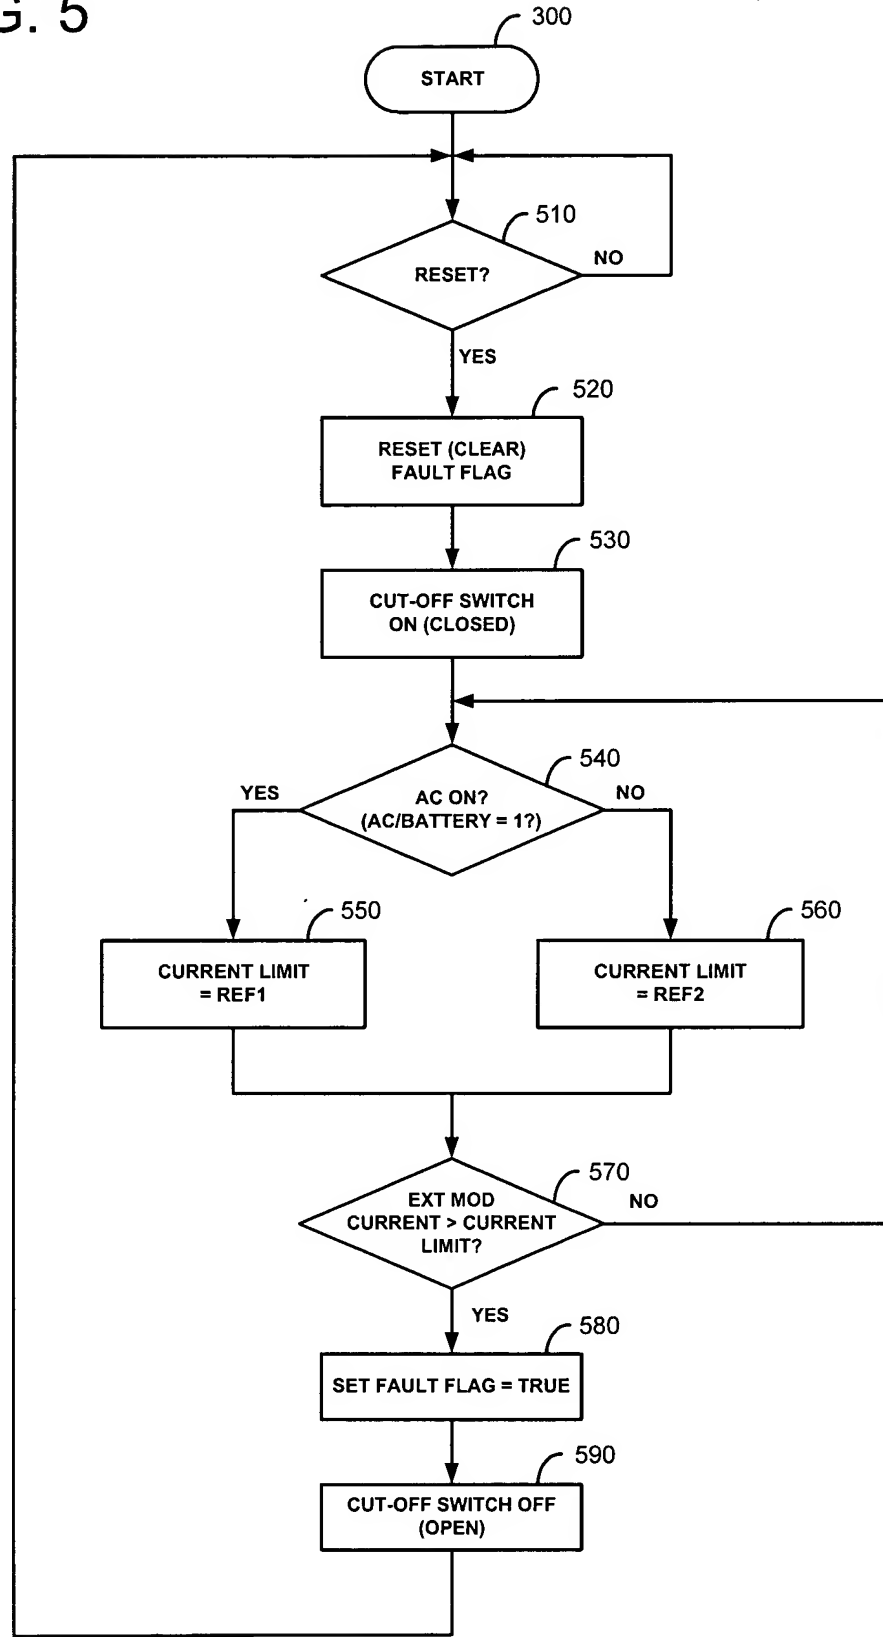 G. 5
300
START
510
RESET?
NO
YES
520
RESET (CLEAR)
FAULT FLAG
530
CUT-OFF SWITCH
ON (CLOSED)
540
YES
AC ON?
(AC/BATTERY = 1?)
NO
550
560
CURRENT LIMIT
= REF1
CURRENT LIMIT
= REF2
570
EXT MOD
CURRENT > CURRENT
LIMIT?
NO
YES
580
SET FAULT FLAG = TRUE
590
CUT-OFF SWITCH OFF
(OPEN)